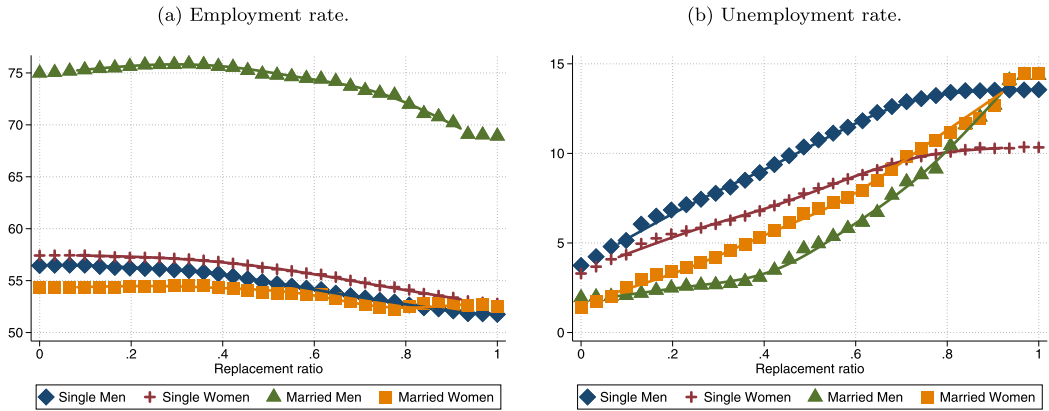 (a) Employment rate.
75
70
65
60
55
50
0 .2 .4 .6 .8 1
Replacement ratio
Single Men Single Women Married Men Married Women
(b) Unemployment rate.
15
10
5
0
0 .2 .4 .6 .8 1
Replacement ratio
Single Men Single Women Married Men Married Women